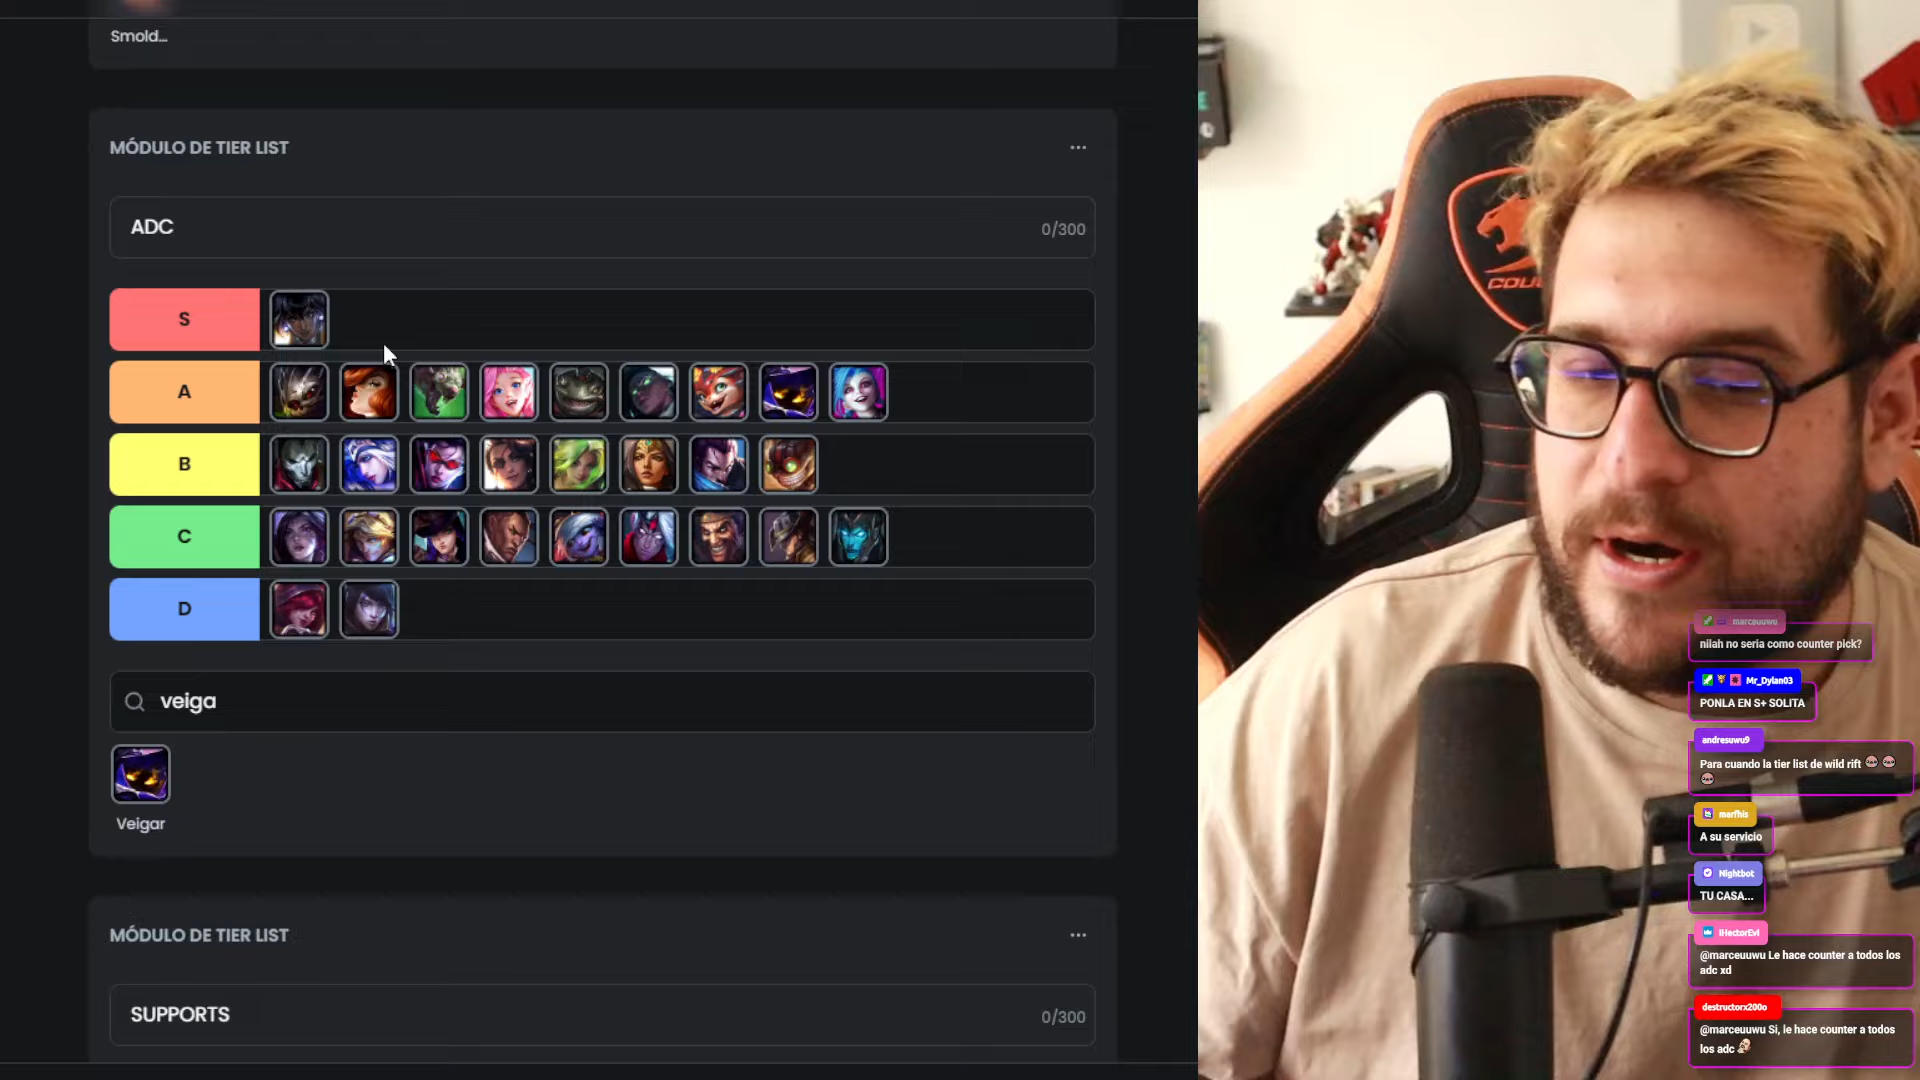 Smold...
MÓDULO DE TIER LIST
ADC
0/300
S
A
B
C
D
veiga
Veigar
MÓDULO DE TIER LIST
SUPPORTS
0/300
marceuuwu
niiah no seria como counter pick?
Mr_Dylan03
PONLA EN S+ SOLITA
andresuwu9
Para cuando la tier list de wild rift
marfhis
A su servicio
Nightbot
TU CASA...
IHectorEvl
@marceuuwu Le hace counter a todos los
adc xd
destructorx200o
@marceuuwu Si, le hace counter a todos
los adc